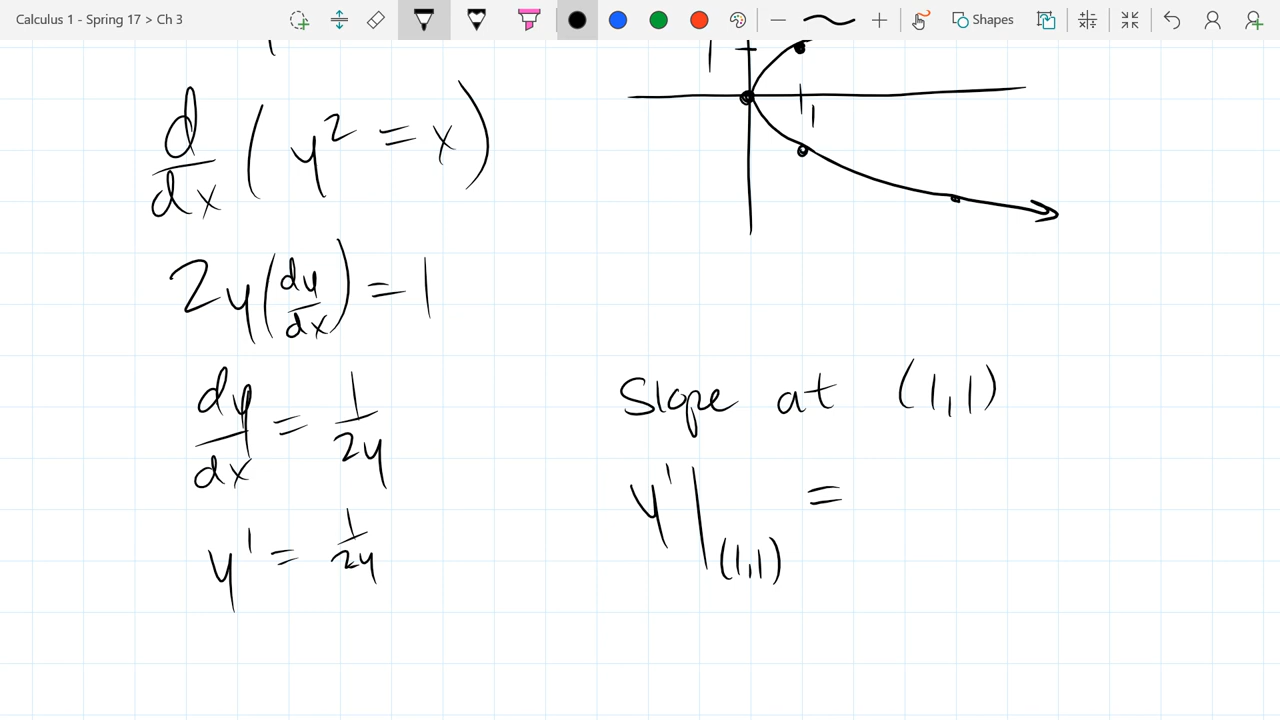 Calculus 1 - Spring 17 > Ch 3
Shapes
1
1
d/dx ( y² = x )
2y(dy/dx) = 1
dy/dx = 1/2y
y' = 1/2y
Slope at (1,1)
y'|(1,1) =